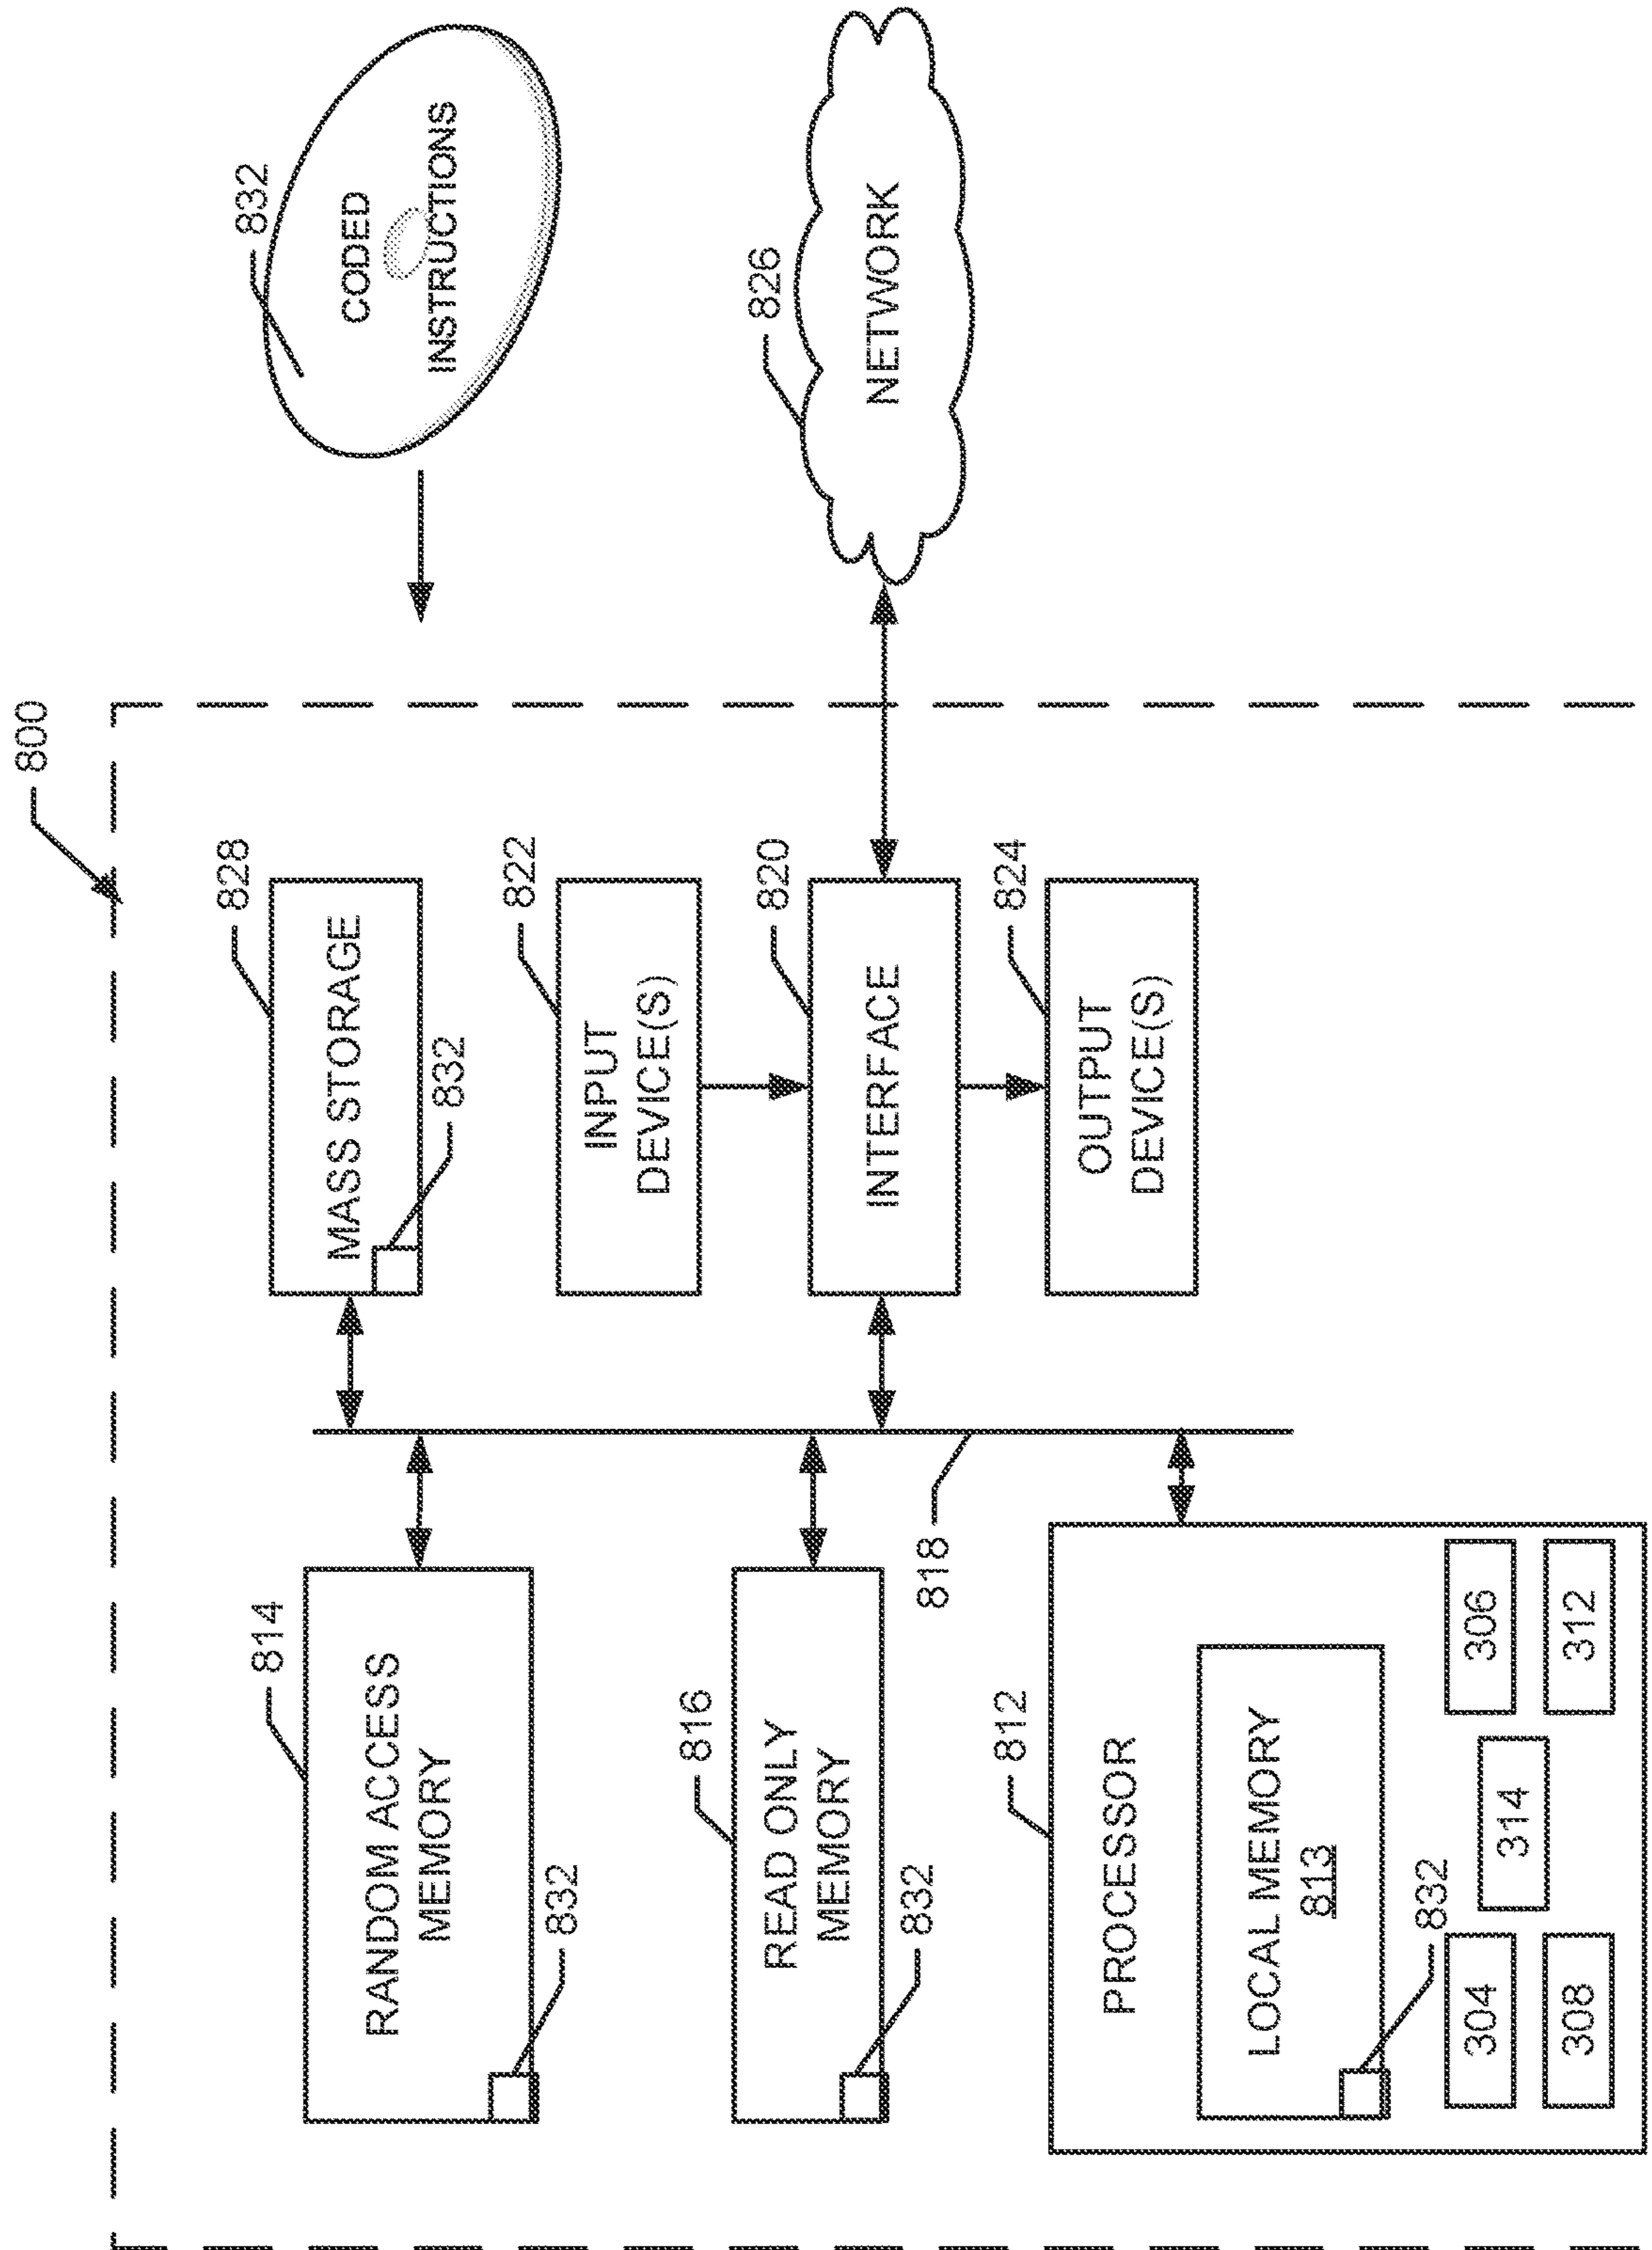 800
832
CODED
INSTRUCTIONS
814
RANDOM ACCESS
MEMORY
832
828
MASS STORAGE
832
822
INPUT
DEVICE(S)
816
READ ONLY
MEMORY
832
820
INTERFACE
826
NETWORK
818
824
OUTPUT
DEVICE(S)
812
PROCESSOR
LOCAL MEMORY
813
832
304
314
306
308
312